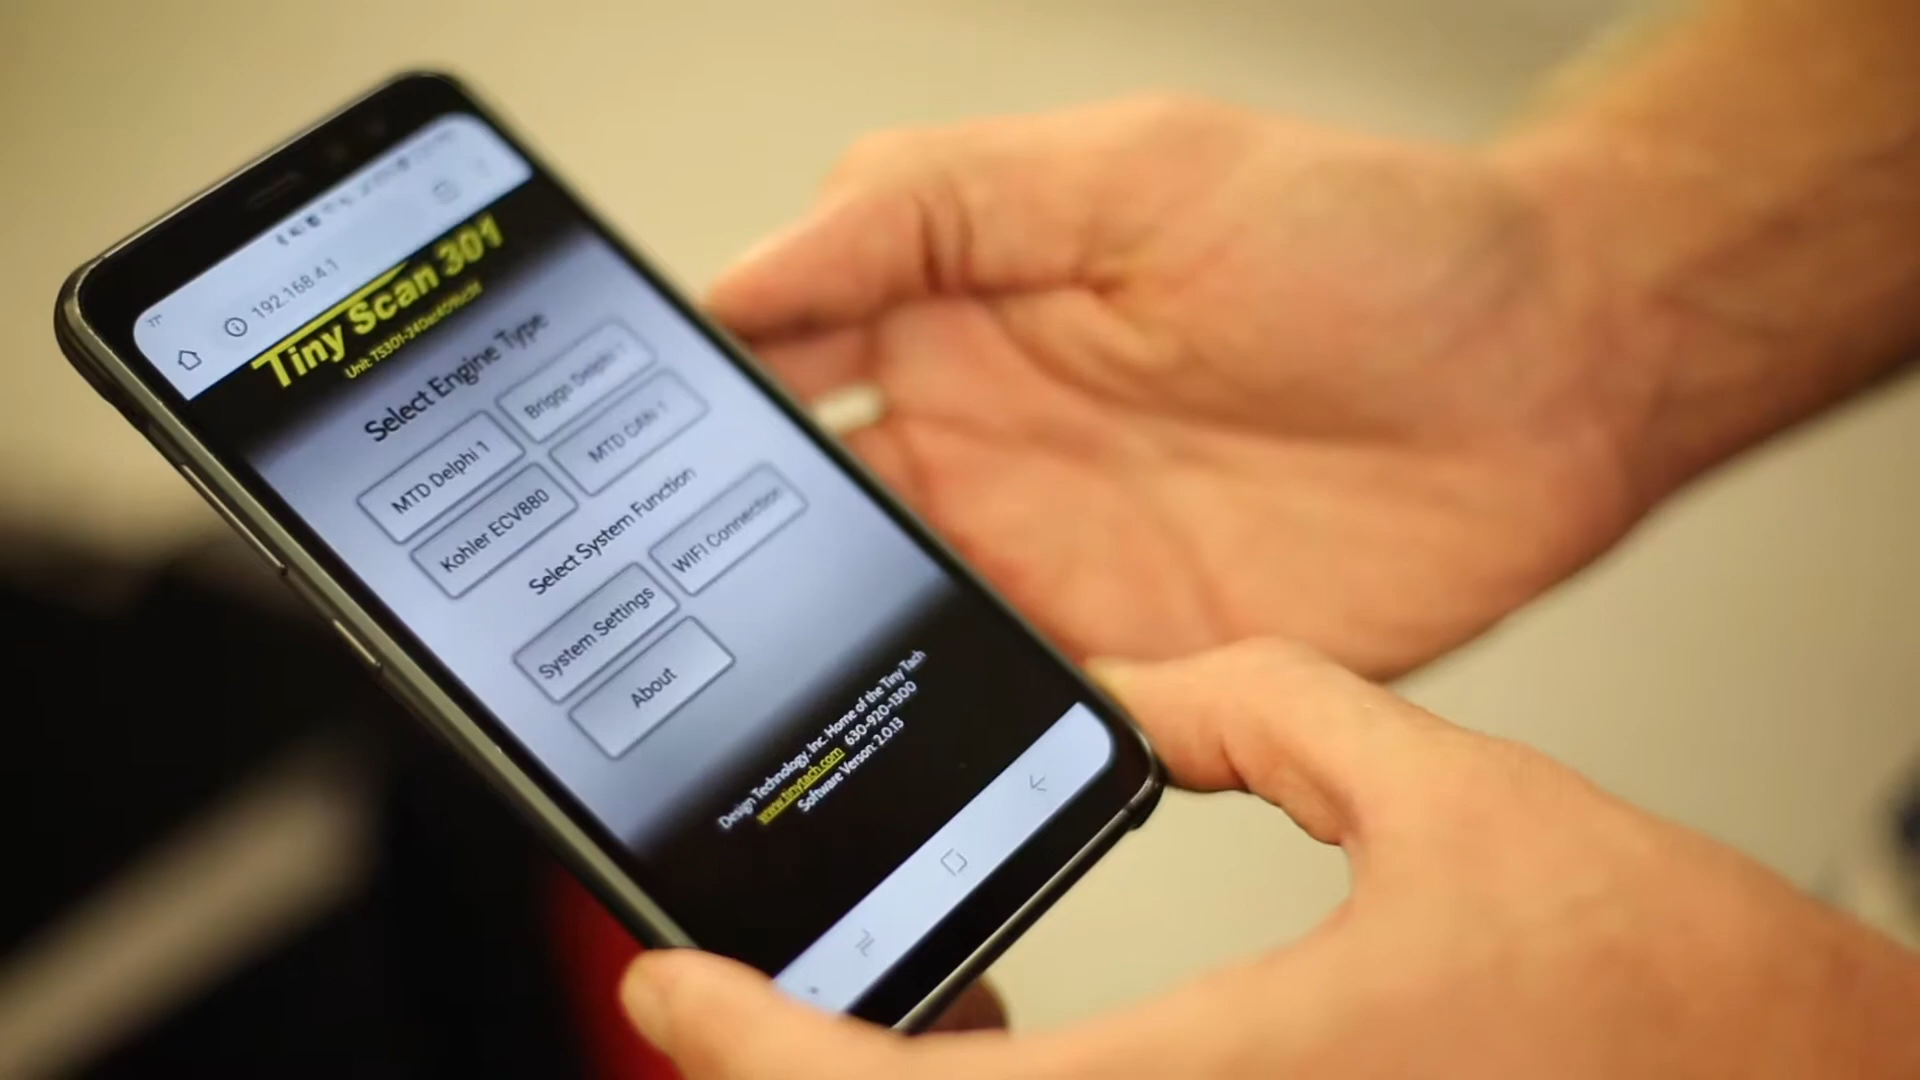 192.168.4.1
Tiny Scan 301
Select Engine Type
MTD Delphi 1
Briggs Delphi 1
Kohler ECV880
MTD CAN 1
Select System Function
System Settings
WIFI Connection
About
Design Technology, Inc. Home of the Tiny Tach
www.tinytach.com 630-920-1300
Software Verson: 2.0.13